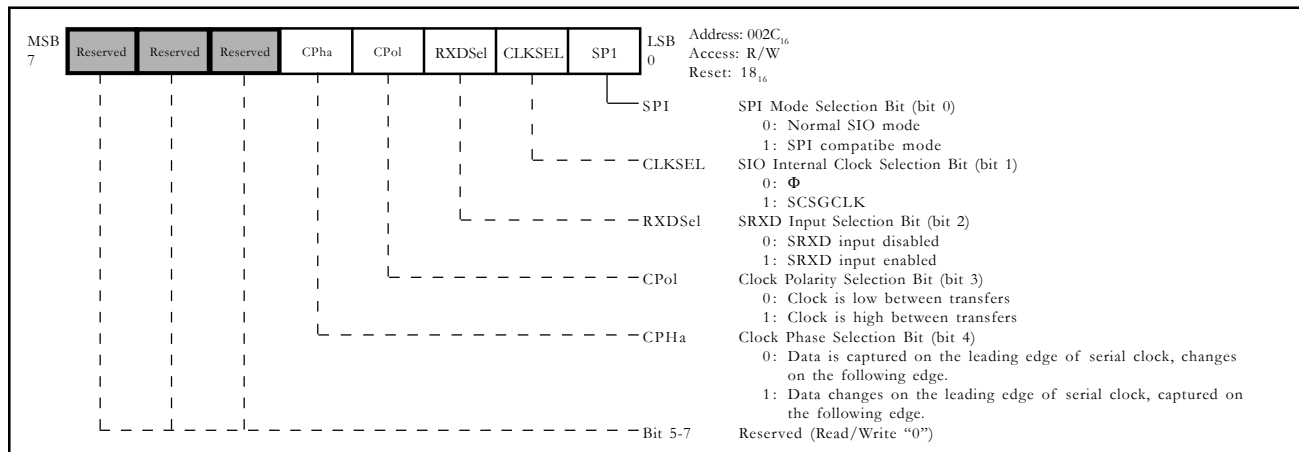 MSB
7
Reserved Reserved Reserved CPha CPol RXDSel CLKSEL SP1
LSB
0
Address: 002C16
Access: R/W
Reset: 1816
SPI SPI Mode Selection Bit (bit 0)
0: Normal SIO mode
1: SPI compatibe mode
CLKSEL SIO Internal Clock Selection Bit (bit 1)
0: Φ
1: SCSGCLK
RXDSel SRXD Input Selection Bit (bit 2)
0: SRXD input disabled
1: SRXD input enabled
CPol Clock Polarity Selection Bit (bit 3)
0: Clock is low between transfers
1: Clock is high between transfers
CPHa Clock Phase Selection Bit (bit 4)
0: Data is captured on the leading edge of serial clock, changes
on the following edge.
1: Data changes on the leading edge of serial clock, captured on
the following edge.
Bit 5-7 Reserved (Read/Write “0”)